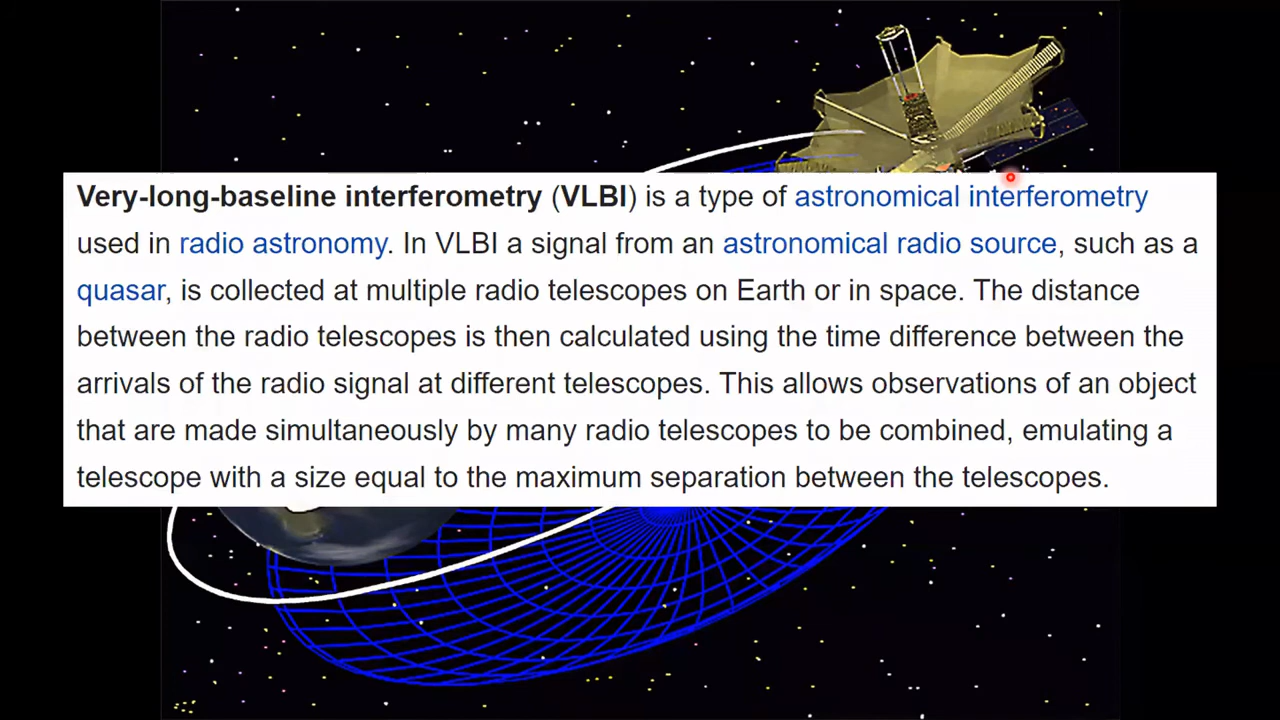 Very-long-baseline interferometry (VLBI) is a type of astronomical interferometry
used in radio astronomy. In VLBI a signal from an astronomical radio source, such as a
quasar, is collected at multiple radio telescopes on Earth or in space. The distance
between the radio telescopes is then calculated using the time difference between the
arrivals of the radio signal at different telescopes. This allows observations of an object
that are made simultaneously by many radio telescopes to be combined, emulating a
telescope with a size equal to the maximum separation between the telescopes.